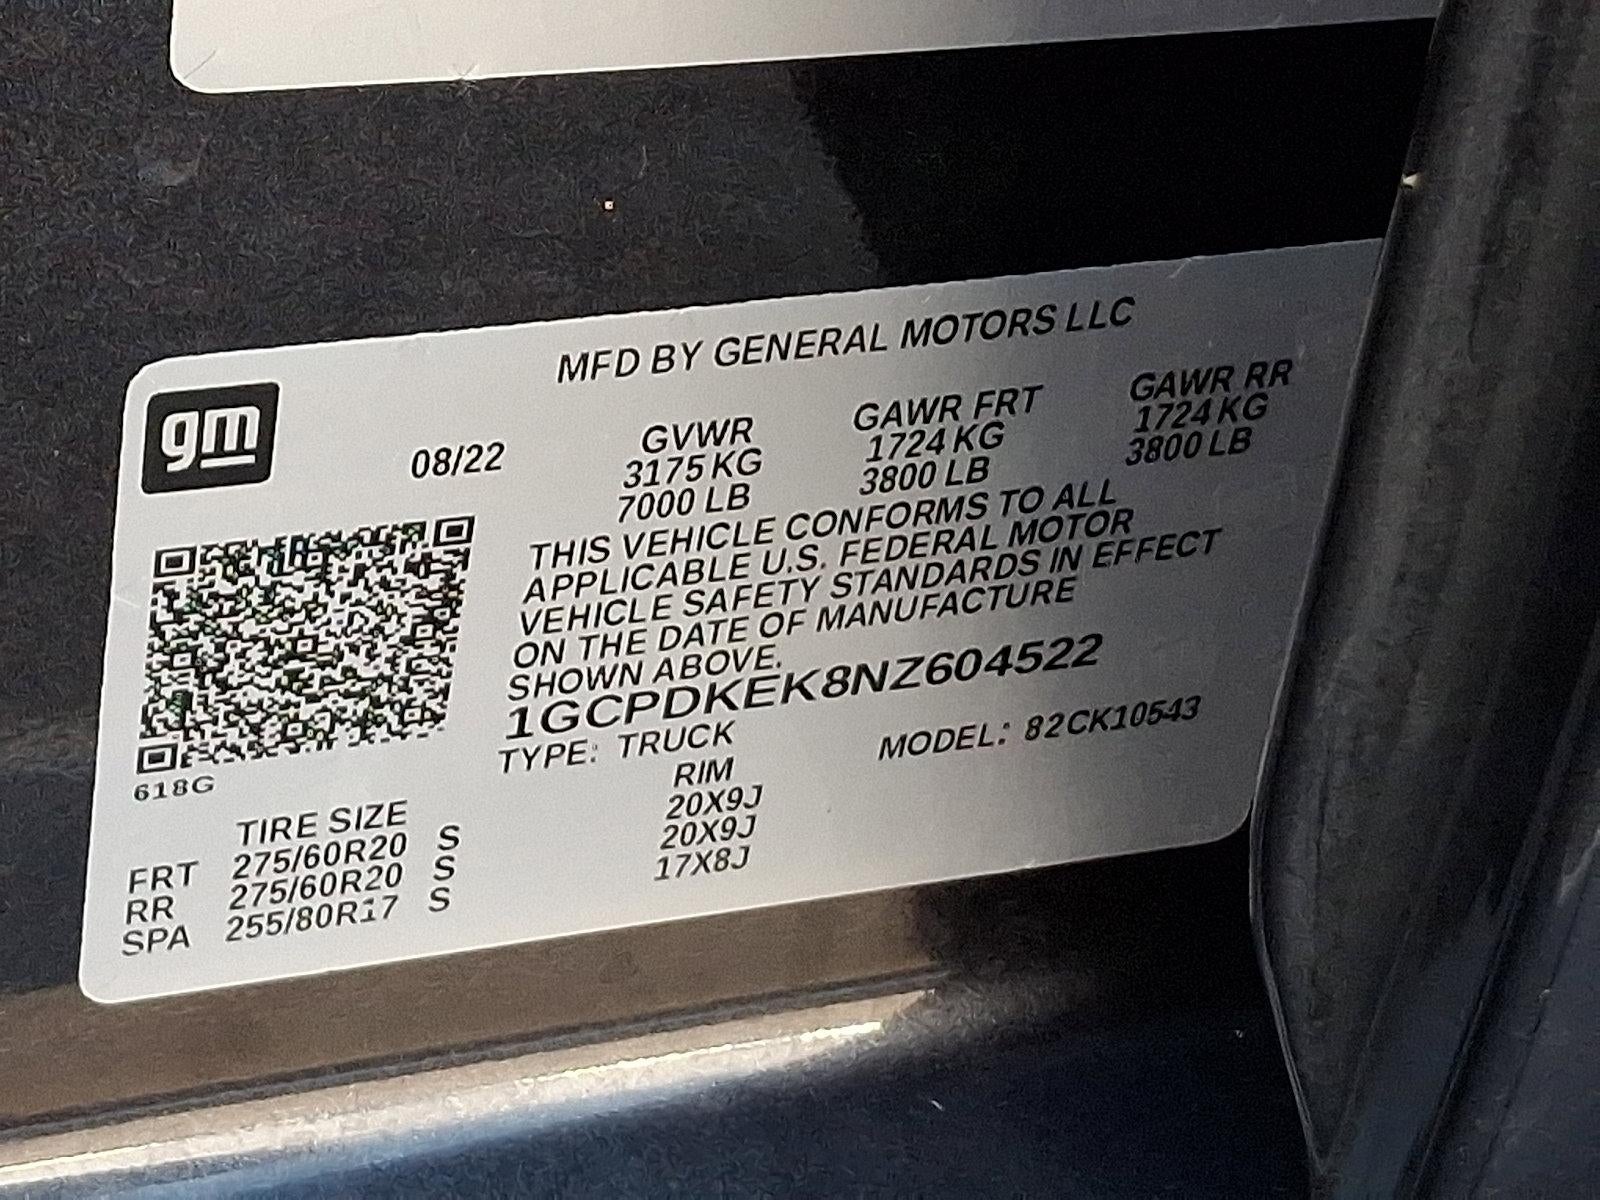 MFD BY GENERAL MOTORS LLC
gm
08/22
GVWR
3175 KG
7000 LB
GAWR FRT
1724 KG
3800 LB
GAWR RR
1724 KG
3800 LB
THIS VEHICLE CONFORMS TO ALL
APPLICABLE U.S. FEDERAL MOTOR
VEHICLE SAFETY STANDARDS IN EFFECT
ON THE DATE OF MANUFACTURE
SHOWN ABOVE.
1GCPDKEK8NZ604522
TYPE: TRUCK MODEL: 82CK10543
618G
TIRE SIZE RIM
FRT 275/60R20 S 20X9J
RR 275/60R20 S 20X9J
SPA 255/80R17 S 17X8J